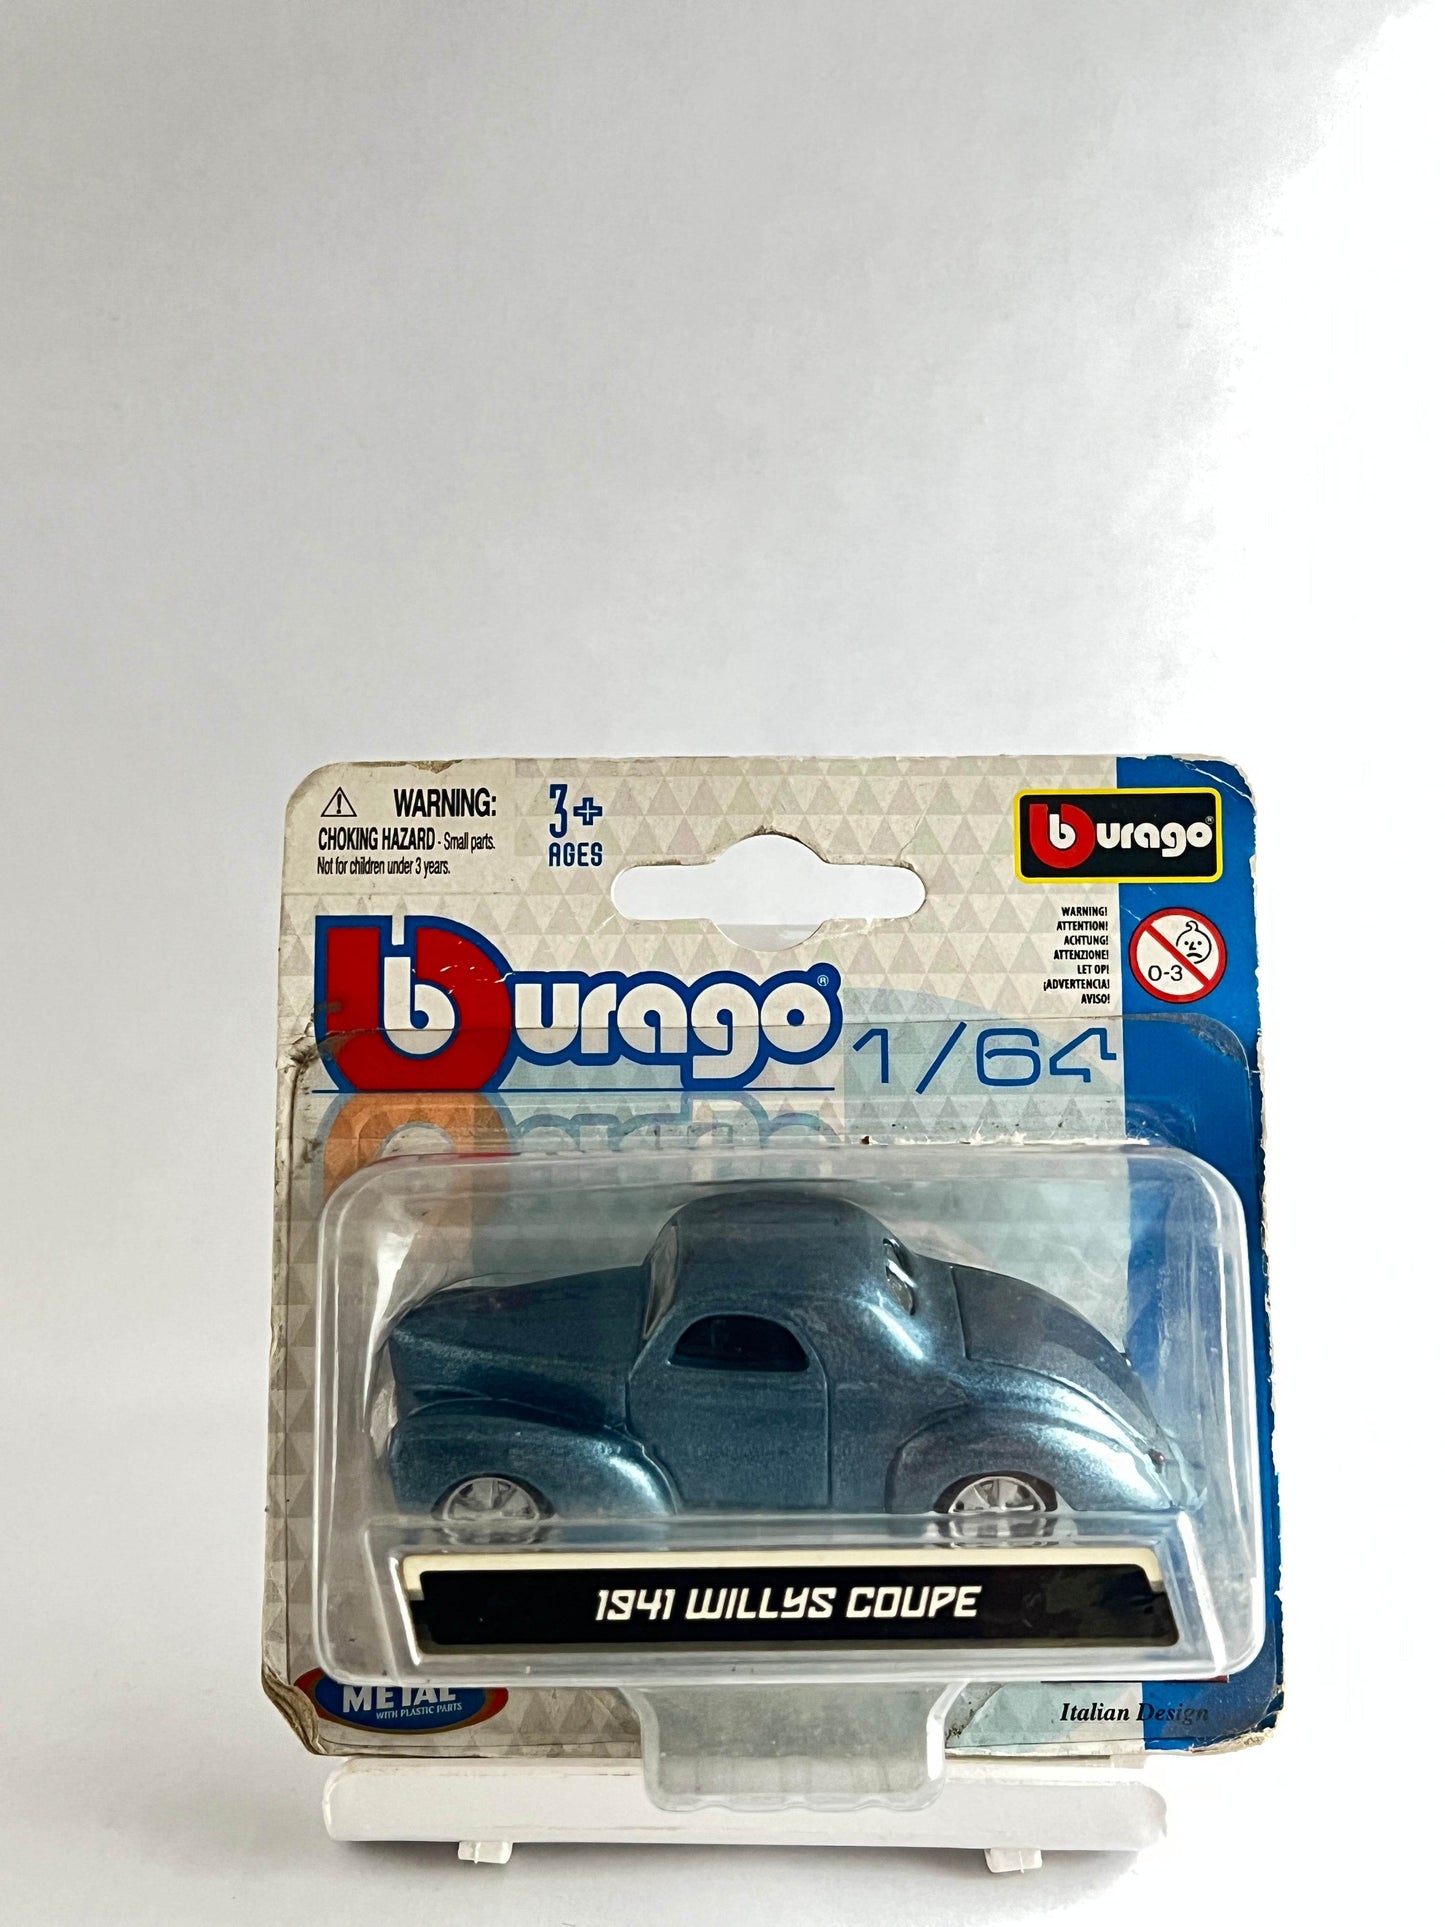 WARNING:
CHOKING HAZARD - Small parts.
Not for children under 3 years.
3+
AGES
burago®
WARNING!
ATTENTION!
ACHTUNG!
ATTENZIONE!
LET OP!
¡ADVERTENCIA!
AVISO!
0-3
burago®
1/64
1941 WILLYS COUPE
METAL
WITH PLASTIC PARTS
Italian Design